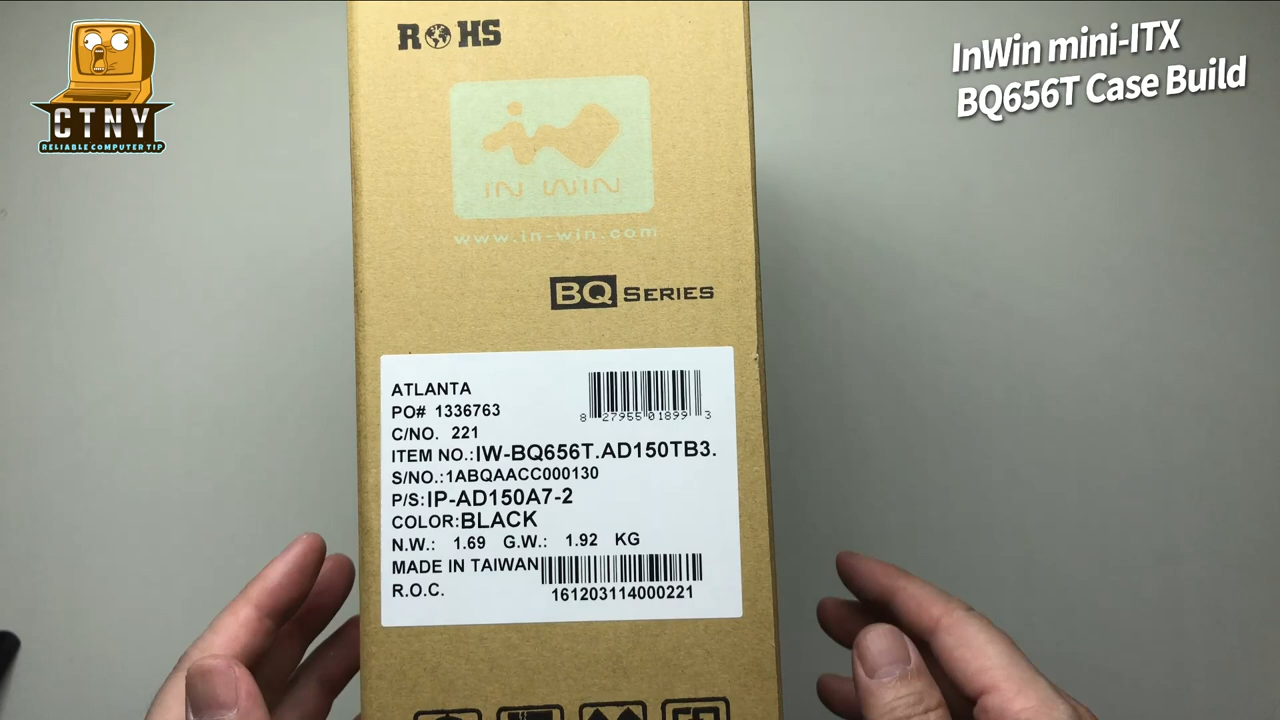 CTNY
RELIABLE COMPUTER TIP
InWin mini-ITX
BQ656T Case Build
ROHS
IN WIN
www.in-win.com
BQ SERIES
ATLANTA
PO# 1336763
8 27955 01899 3
C/NO. 221
ITEM NO.:IW-BQ656T.AD150TB3.
S/NO.:1ABQAACC000130
P/S:IP-AD150A7-2
COLOR:BLACK
N.W.: 1.69 G.W.: 1.92 KG
MADE IN TAIWAN
R.O.C.
161203114000221